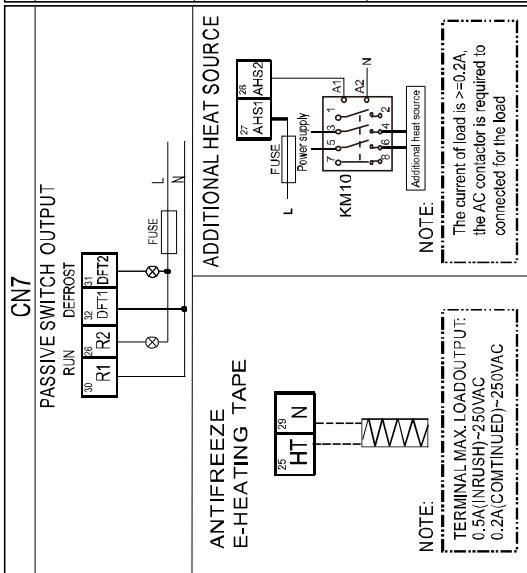 CN7
PASSIVE SWITCH OUTPUT
RUN DEFROST
30 26 32 31
R1 R2 DFT1 DFT2
FUSE
L
N
ANTIFREEZE
E-HEATING TAPE
25 29
HT N
NOTE:
TERMINAL MAX. LOADOUTPUT:
0.5A(INRUSH)~250VAC
0.2A(COMTINUED)~250VAC
ADDITIONAL HEAT SOURCE
27 28
AHS1 AHS2
FUSE
L
N
Power supply
A1 A2
7 5 3 1
8 6 4 2
KM10
Additional heat source
NOTE:
The current of load is >=0.2A,
the AC contactor is required to
connected for the load